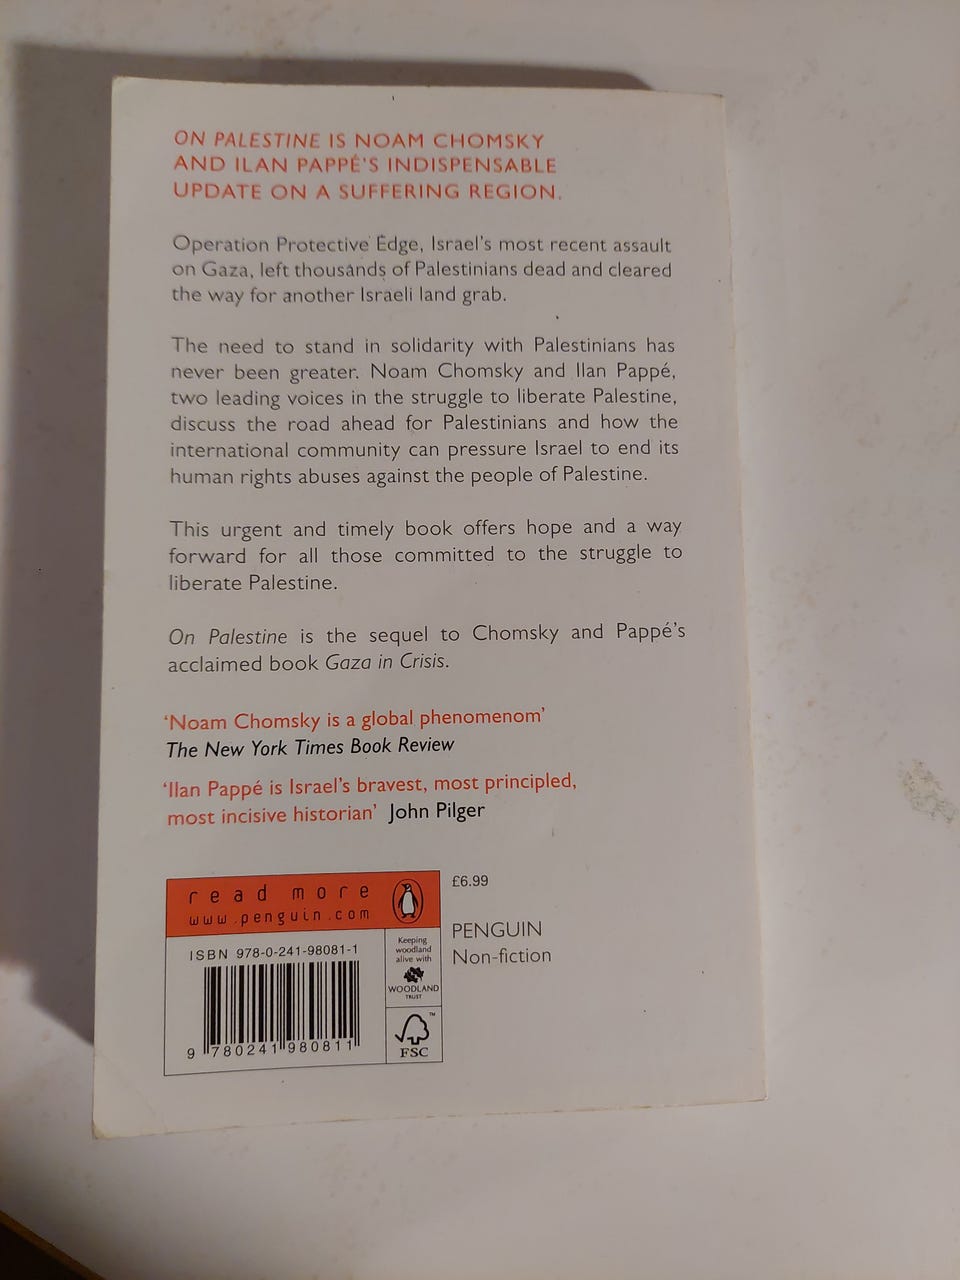 ON PALESTINE IS NOAM CHOMSKY
AND ILAN PAPPÉ'S INDISPENSABLE
UPDATE ON A SUFFERING REGION.
Operation Protective Edge, Israel's most recent assault
on Gaza, left thousands of Palestinians dead and cleared
the way for another Israeli land grab.
The need to stand in solidarity with Palestinians has
never been greater. Noam Chomsky and Ilan Pappé,
two leading voices in the struggle to liberate Palestine,
discuss the road ahead for Palestinians and how the
international community can pressure Israel to end its
human rights abuses against the people of Palestine.
This urgent and timely book offers hope and a way
forward for all those committed to the struggle to
liberate Palestine.
On Palestine is the sequel to Chomsky and Pappé's
acclaimed book Gaza in Crisis.
'Noam Chomsky is a global phenomenom'
The New York Times Book Review
'Ilan Pappé is Israel's bravest, most principled,
most incisive historian' John Pilger
read more
www.penguin.com
£6.99
PENGUIN
Non-fiction
ISBN 978-0-241-98081-1
9 780241 980811
Keeping
woodland
alive with
WOODLAND
TRUST
™
FSC